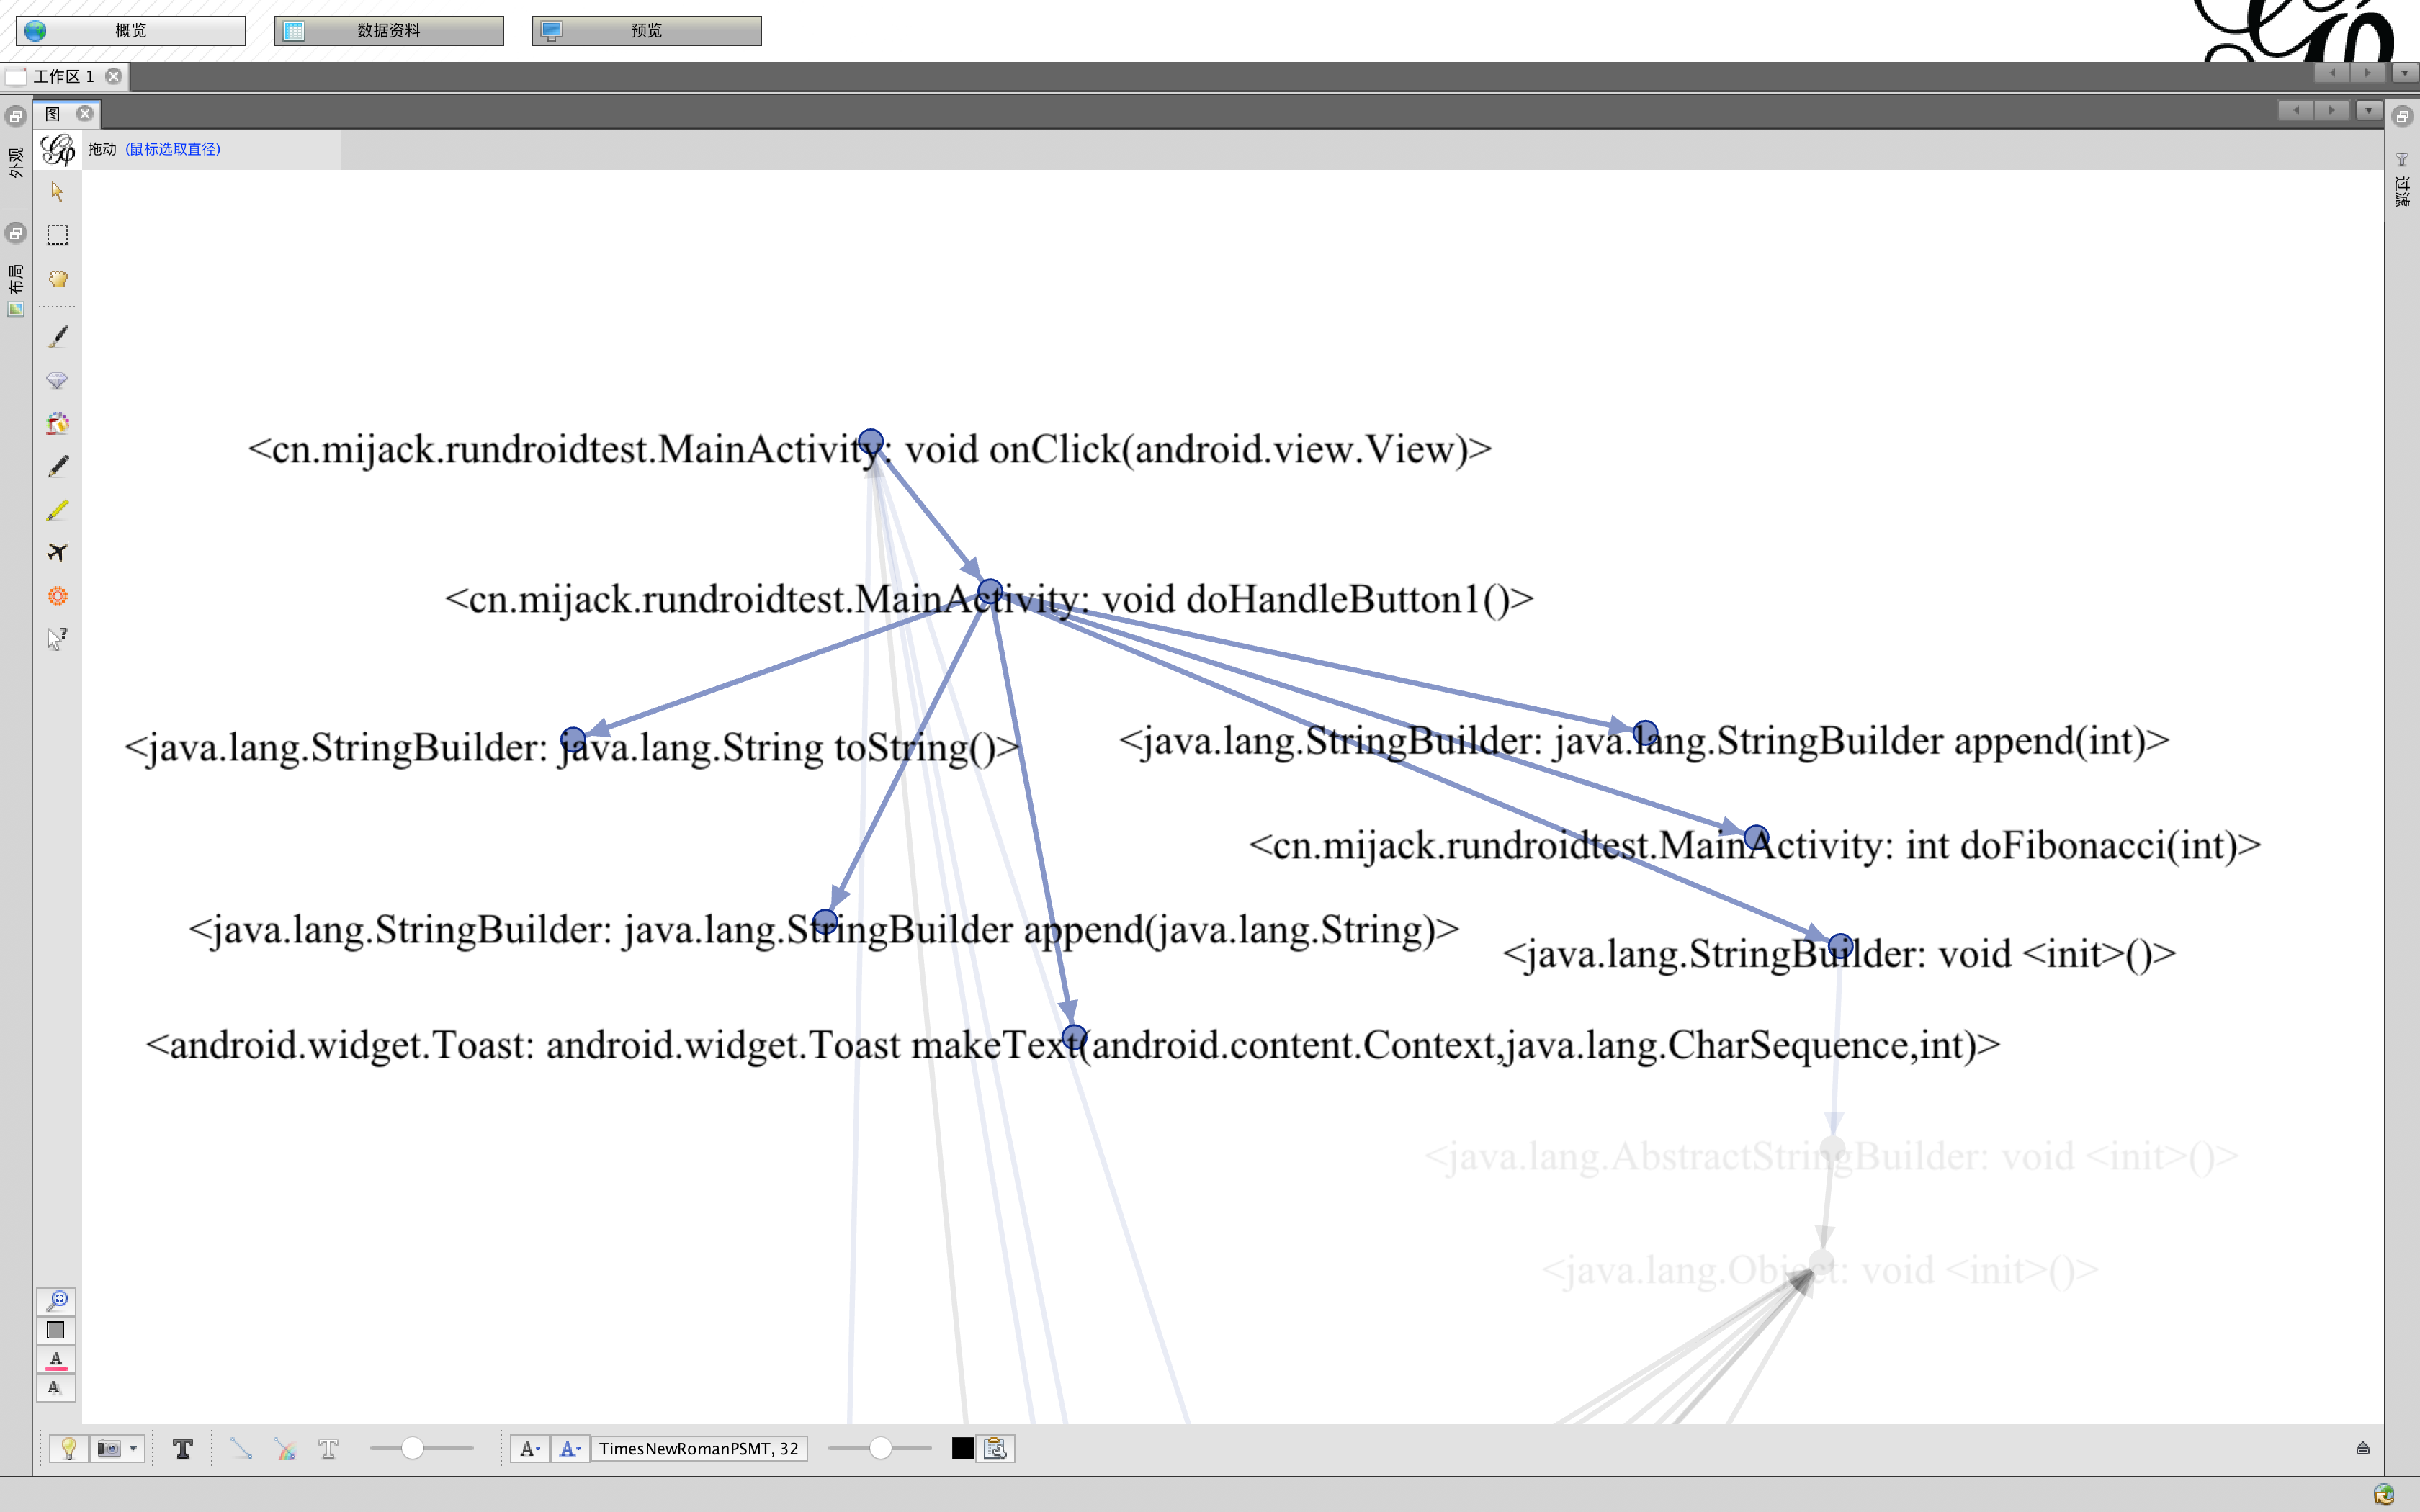 概览
数据资料
预览
工作区 1
图
外观
布局
过滤
拖动 (鼠标选取直径)
<cn.mijack.rundroidtest.MainActivity: void onClick(android.view.View)>
<cn.mijack.rundroidtest.MainActivity: void doHandleButton1()>
<java.lang.StringBuilder: java.lang.String toString()>
<java.lang.StringBuilder: java.lang.StringBuilder append(int)>
<cn.mijack.rundroidtest.MainActivity: int doFibonacci(int)>
<java.lang.StringBuilder: java.lang.StringBuilder append(java.lang.String)>
<java.lang.StringBuilder: void <init>()>
<android.widget.Toast: android.widget.Toast makeText(android.content.Context,java.lang.CharSequence,int)>
<java.lang.AbstractStringBuilder: void <init>()>
<java.lang.Object: void <init>()>
TimesNewRomanPSMT, 32